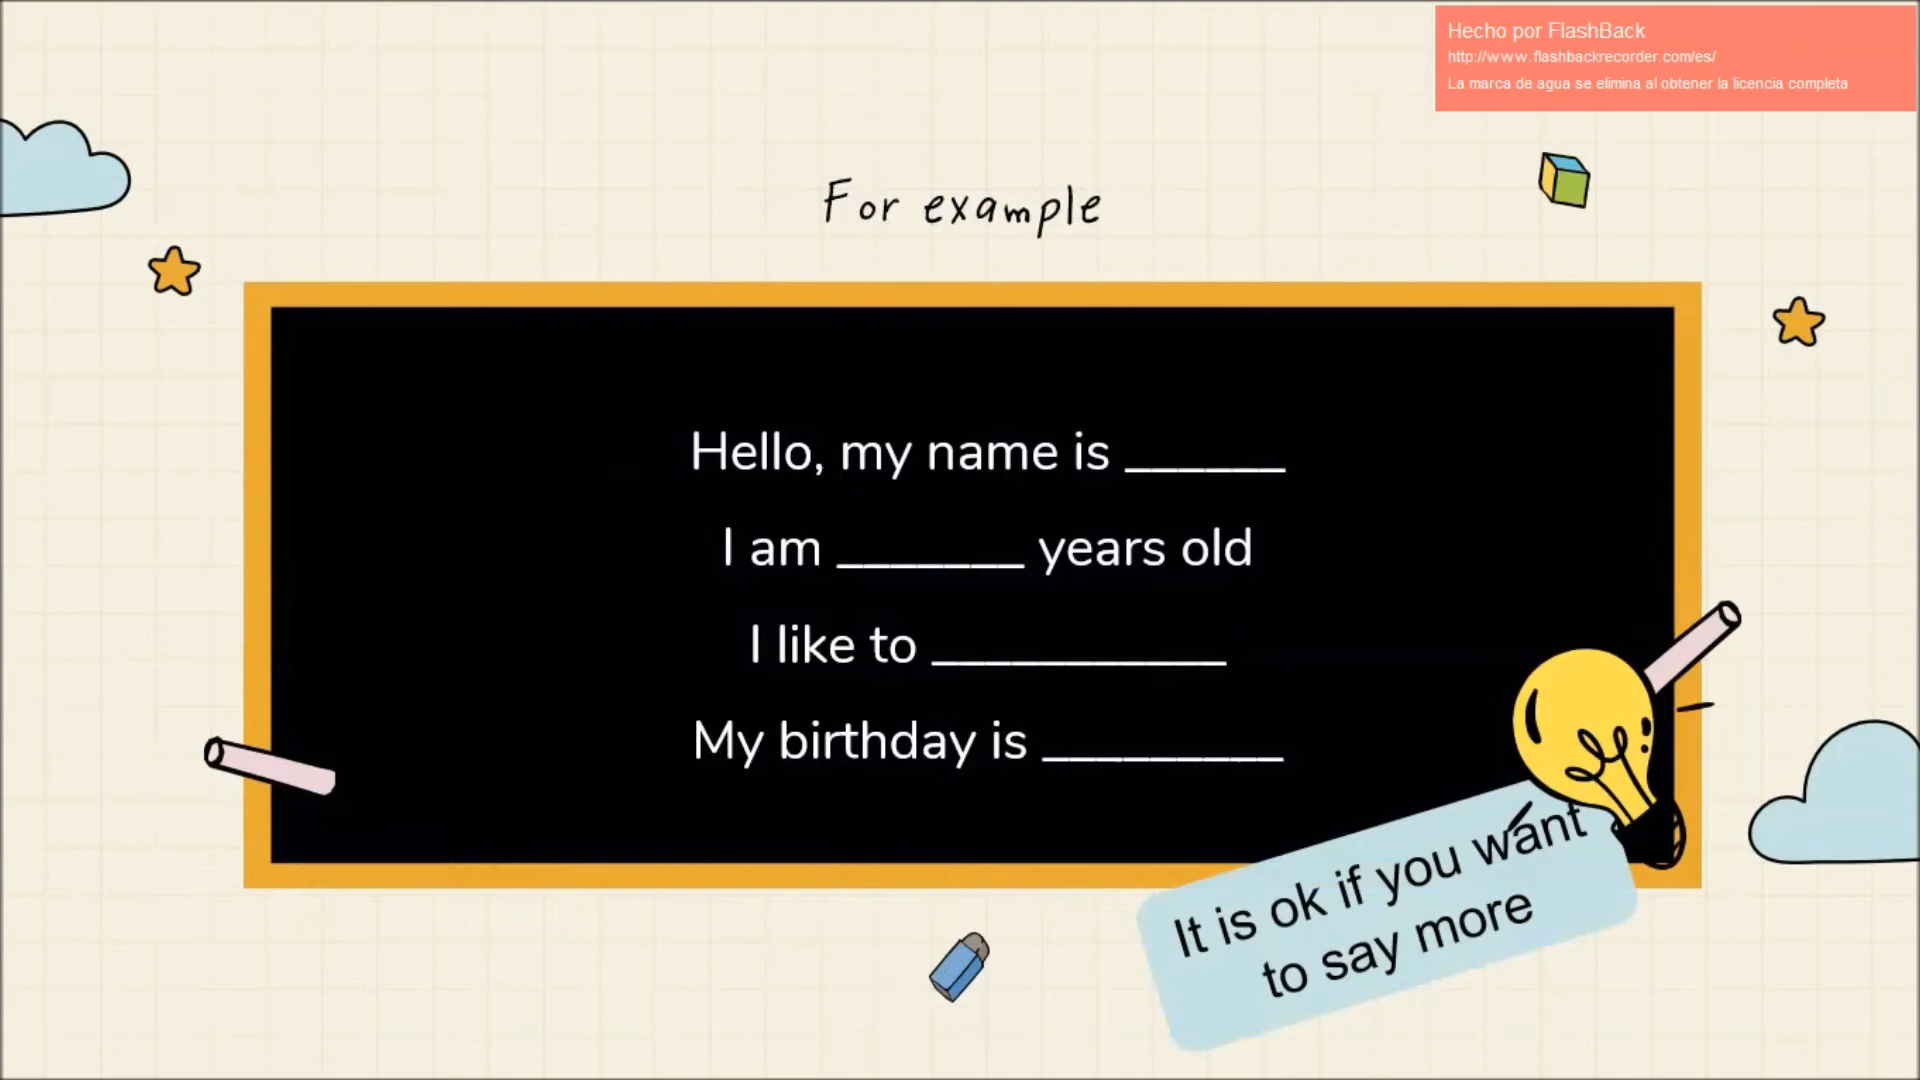 Hecho por FlashBack
http://www.flashbackrecorder.com/es/
La marca de agua se elimina al obtener la licencia completa
For example
Hello, my name is ______
I am _______ years old
I like to ___________
My birthday is _________
It is ok if you want
to say more